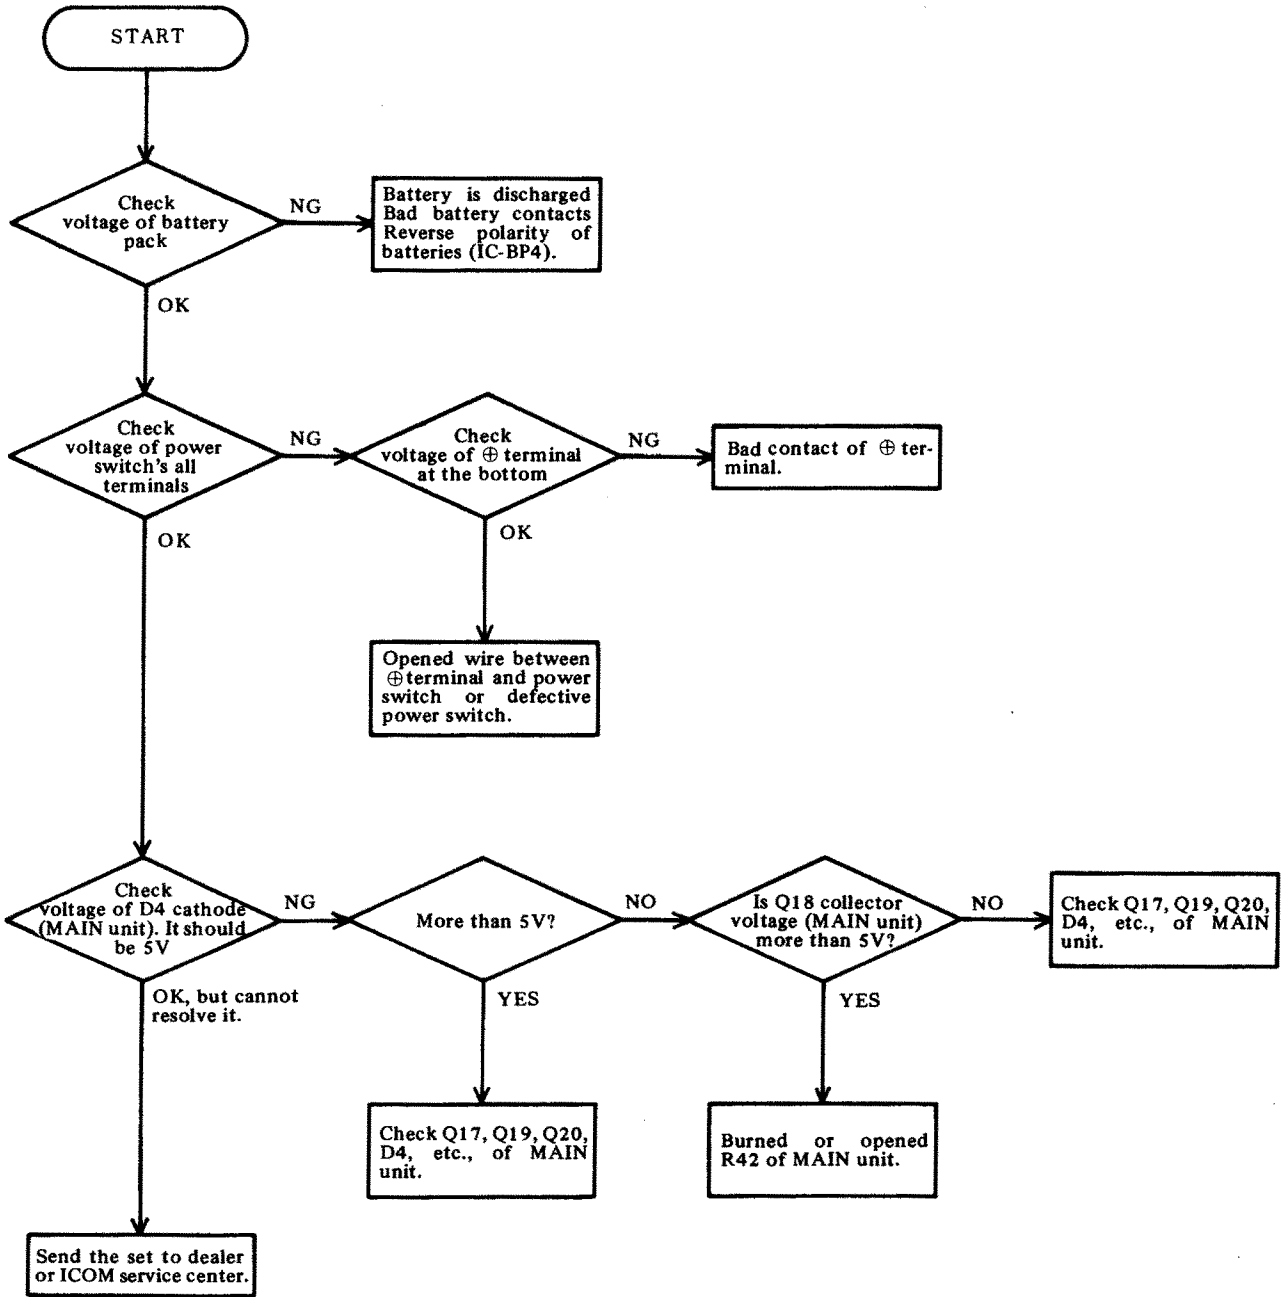 START
Check
voltage of battery
pack
NG
Battery is discharged
Bad battery contacts
Reverse polarity of
batteries (IC-BP4).
OK
Check
voltage of power
switch's all
terminals
NG
Check
voltage of ⊕ terminal
at the bottom
NG
Bad contact of ⊕ ter-
minal.
OK
OK
Opened wire between
⊕ terminal and power
switch or defective
power switch.
Check
voltage of D4 cathode
(MAIN unit). It should
be 5V
NG
More than 5V?
NO
Is Q18 collector
voltage (MAIN unit)
more than 5V?
NO
Check Q17, Q19, Q20,
D4, etc., of MAIN
unit.
OK, but cannot
resolve it.
YES
YES
Check Q17, Q19, Q20,
D4, etc., of MAIN
unit.
Burned or opened
R42 of MAIN unit.
Send the set to dealer
or ICOM service center.